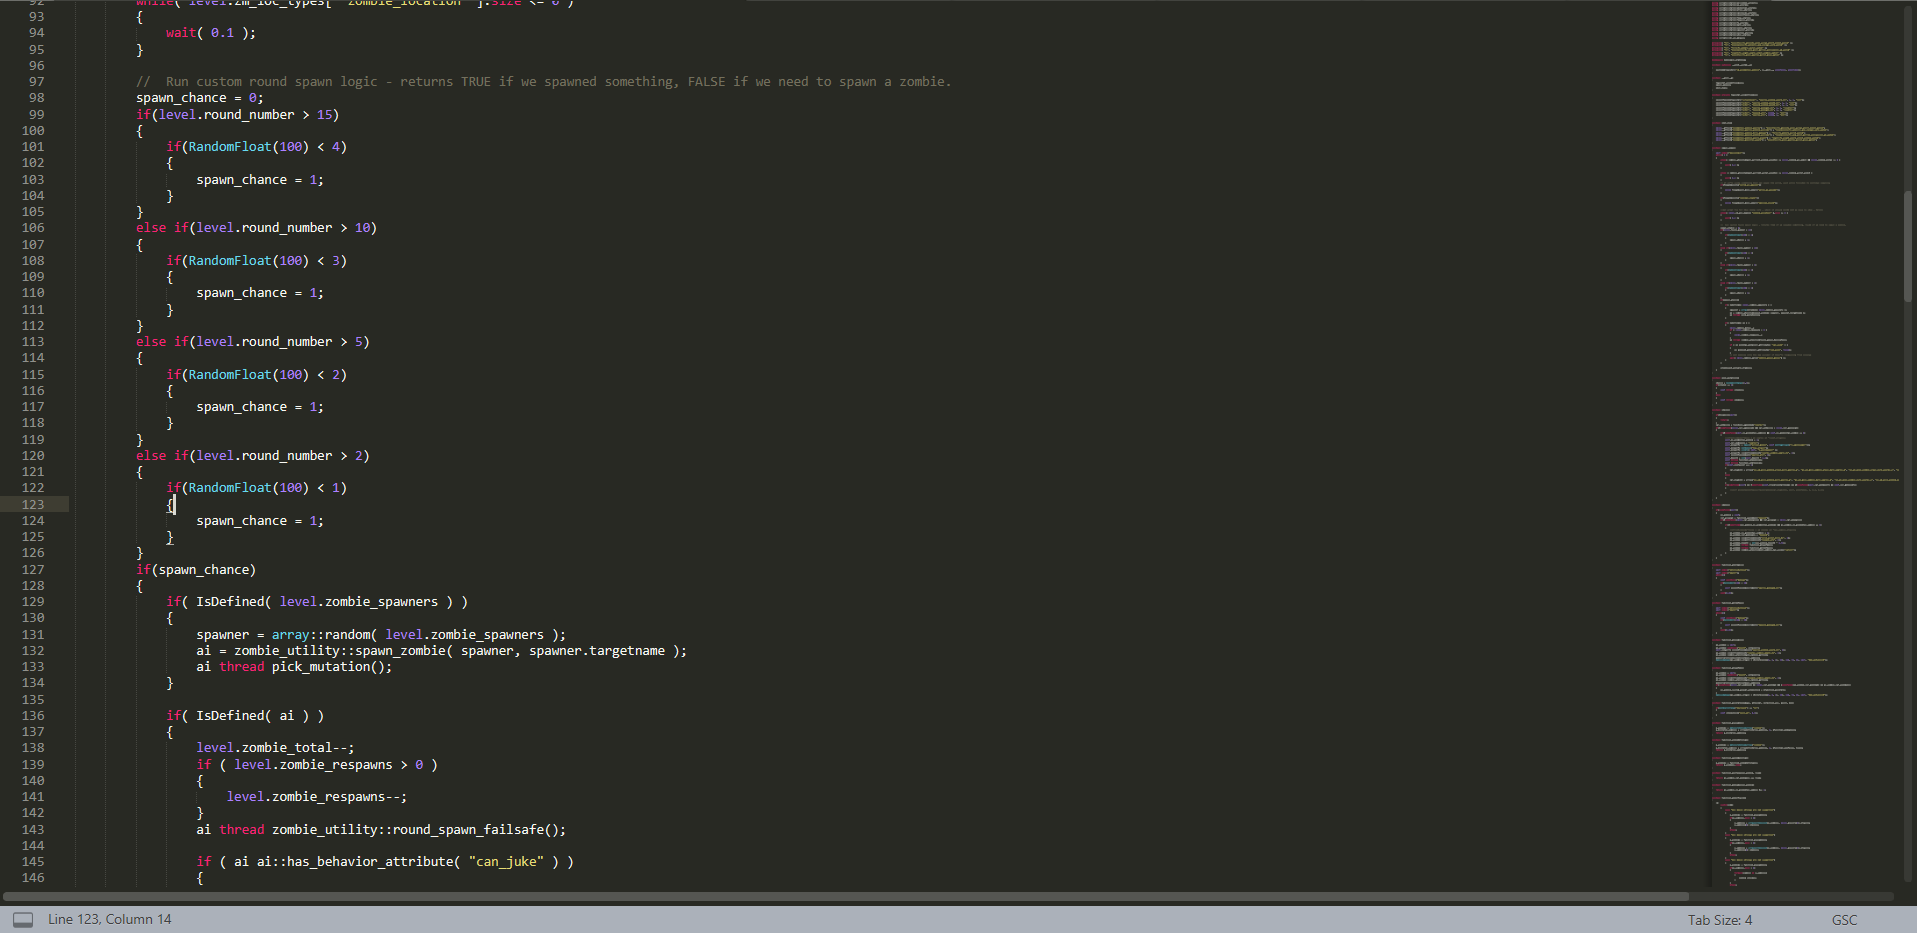 92 while( level.zm_loc_types[ "zombie_location" ].size <= 0 )
93 {
94 wait( 0.1 );
95 }
96
97 //  Run custom round spawn logic - returns TRUE if we spawned something, FALSE if we need to spawn a zombie.
98 spawn_chance = 0;
99 if(level.round_number > 15)
100 {
101 if(RandomFloat(100) < 4)
102 {
103 spawn_chance = 1;
104 }
105 }
106 else if(level.round_number > 10)
107 {
108 if(RandomFloat(100) < 3)
109 {
110 spawn_chance = 1;
111 }
112 }
113 else if(level.round_number > 5)
114 {
115 if(RandomFloat(100) < 2)
116 {
117 spawn_chance = 1;
118 }
119 }
120 else if(level.round_number > 2)
121 {
122 if(RandomFloat(100) < 1)
123 {
124 spawn_chance = 1;
125 }
126 }
127 if(spawn_chance)
128 {
129 if( IsDefined( level.zombie_spawners ) )
130 {
131 spawner = array::random( level.zombie_spawners );
132 ai = zombie_utility::spawn_zombie( spawner, spawner.targetname );
133 ai thread pick_mutation();
134 }
135
136 if( IsDefined( ai ) )
137 {
138 level.zombie_total--;
139 if ( level.zombie_respawns > 0 )
140 {
141 level.zombie_respawns--;
142 }
143 ai thread zombie_utility::round_spawn_failsafe();
144
145 if ( ai ai::has_behavior_attribute( "can_juke" ) )
146 {
Line 123, Column 14
Tab Size: 4
GSC